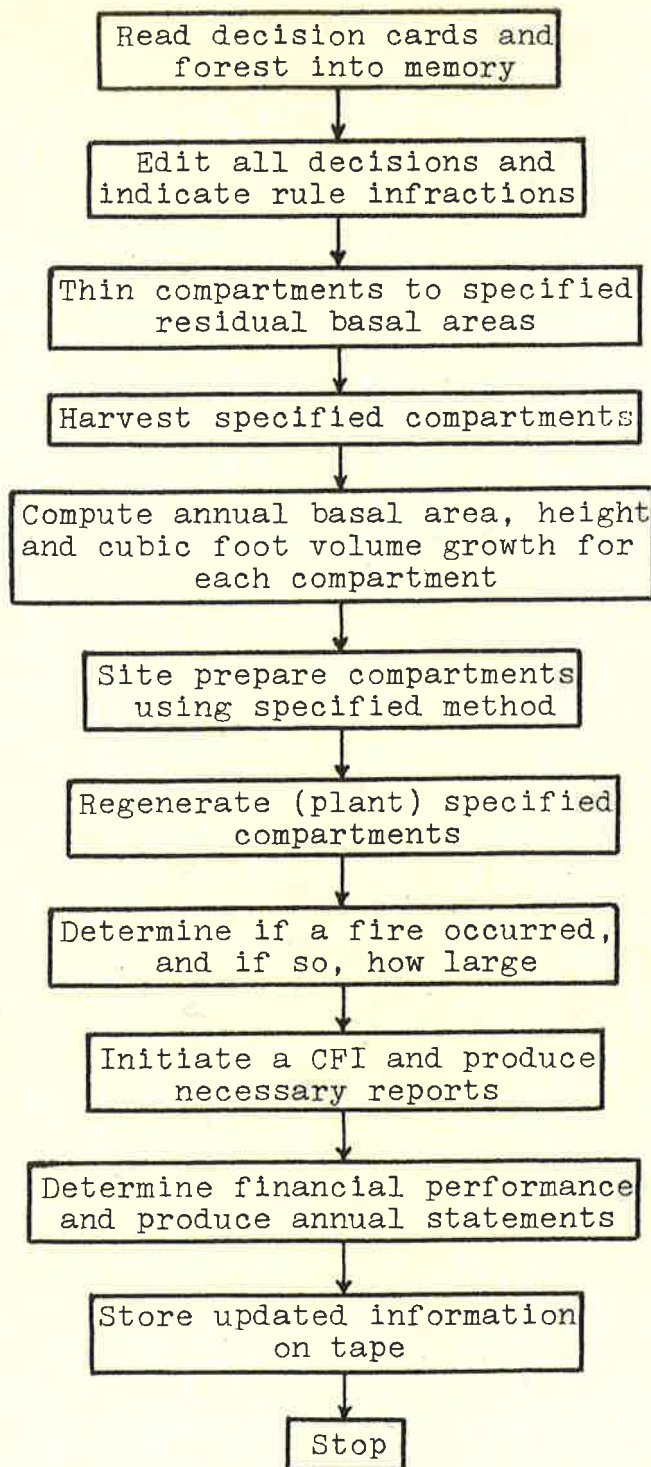 Read decision cards and
forest into memory
Edit all decisions and
indicate rule infractions
Thin compartments to specified
residual basal areas
Harvest specified compartments
Compute annual basal area, height
and cubic foot volume growth for
each compartment
Site prepare compartments
using specified method
Regenerate (plant) specified
compartments
Determine if a fire occurred,
and if so, how large
Initiate a CFI and produce
necessary reports
Determine financial performance
and produce annual statements
Store updated information
on tape
Stop